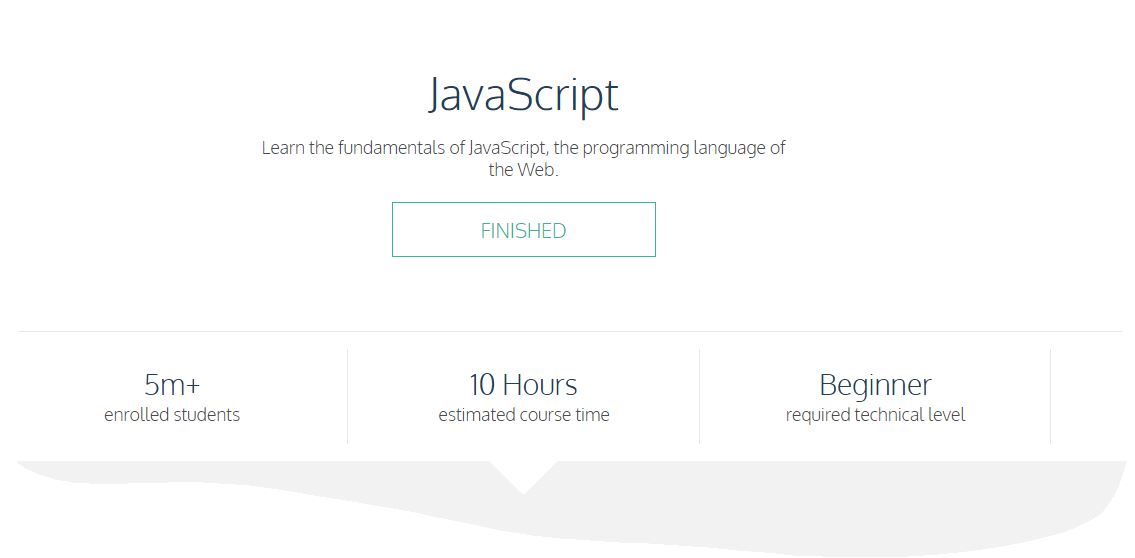 JavaScript
Learn the fundamentals of JavaScript, the programming language of
the Web.
FINISHED
5m+
enrolled students
10 Hours
estimated course time
Beginner
required technical level